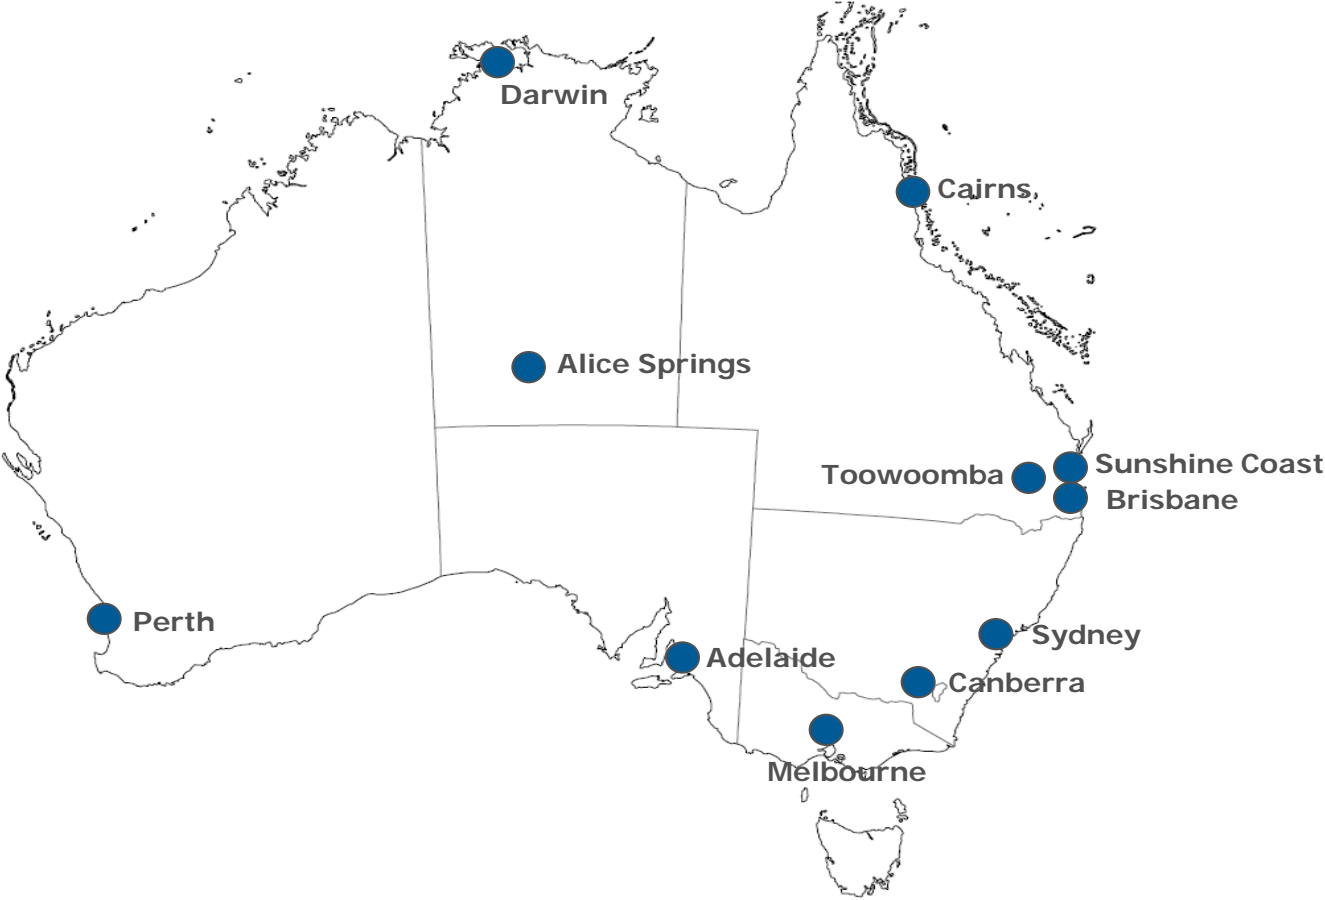 Darwin
Cairns
Alice Springs
Sunshine Coast
Toowoomba
Brisbane
Perth
Sydney
Adelaide
Canberra
Melbourne